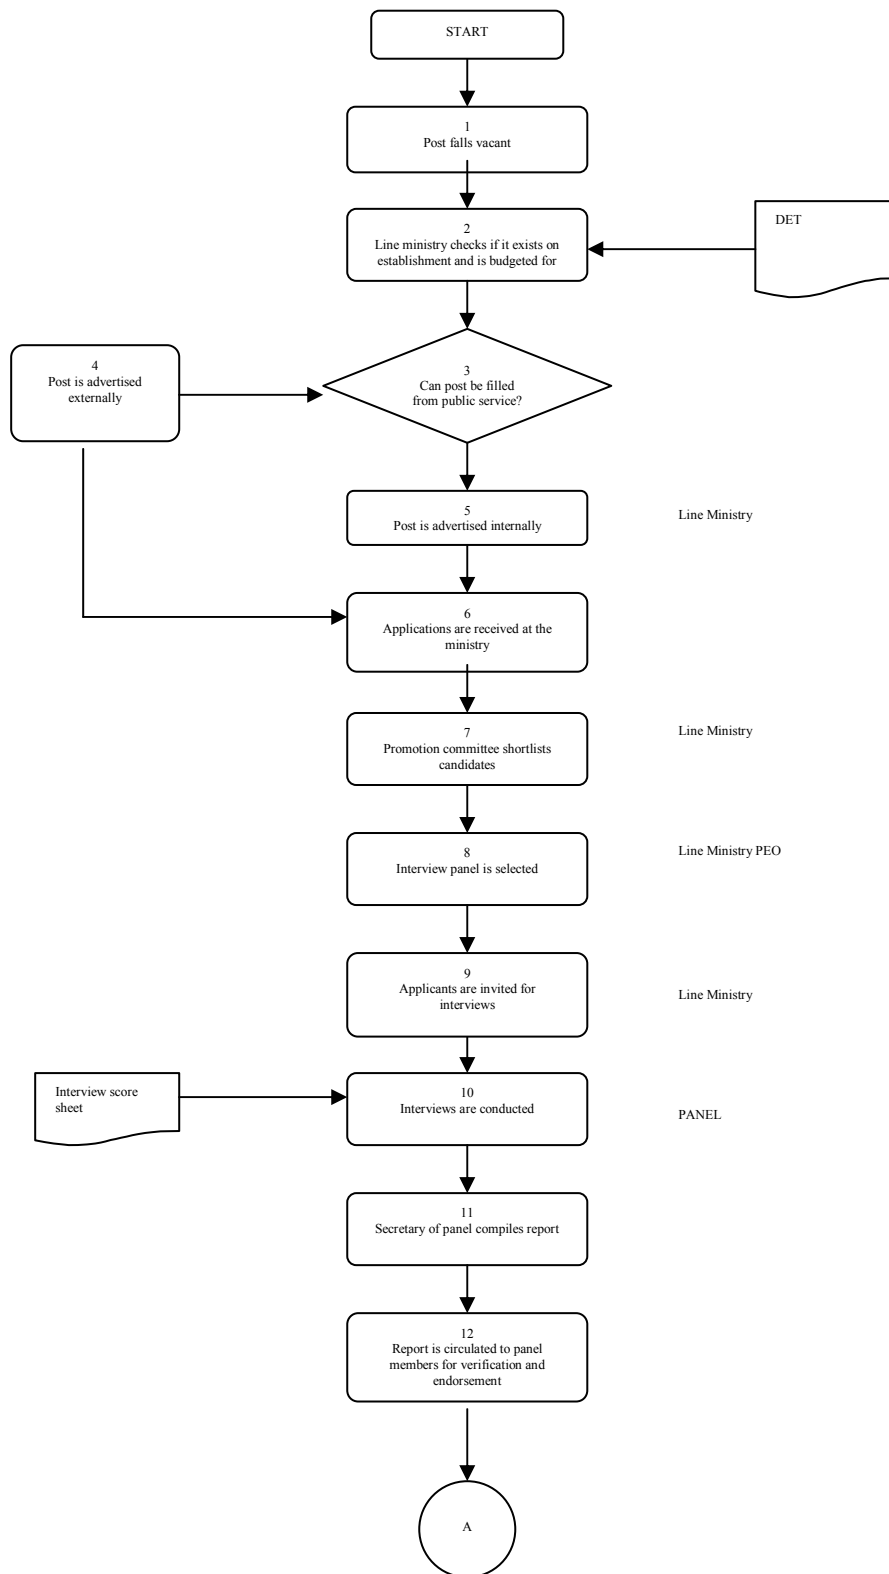 START
1
Post falls vacant
2
Line ministry checks if it exists on
establishment and is budgeted for
DET
3
Can post be filled
from public service?
4
Post is advertised
externally
5
Post is advertised internally
Line Ministry
6
Applications are received at the
ministry
7
Promotion committee shortlists
candidates
Line Ministry
8
Interview panel is selected
Line Ministry PEO
9
Applicants are invited for
interviews
Line Ministry
Interview score
sheet
10
Interviews are conducted
PANEL
11
Secretary of panel compiles report
12
Report is circulated to panel
members for verification and
endorsement
A